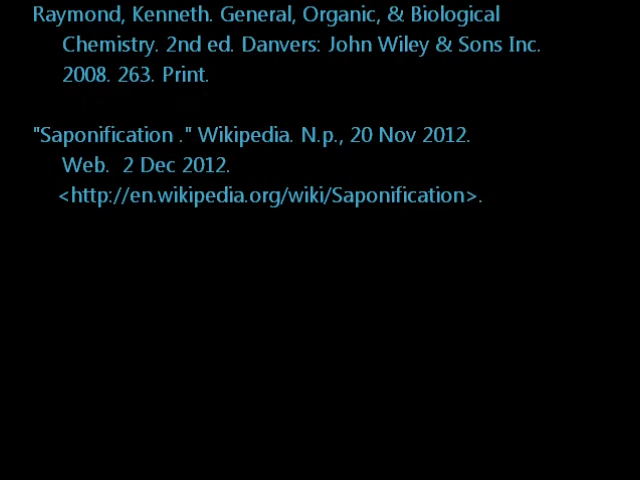 Raymond, Kenneth. General, Organic, & Biological
Chemistry. 2nd ed. Danvers: John Wiley & Sons Inc.
2008. 263. Print.
"Saponification ." Wikipedia. N.p., 20 Nov 2012.
Web.  2 Dec 2012.
<http://en.wikipedia.org/wiki/Saponification>.